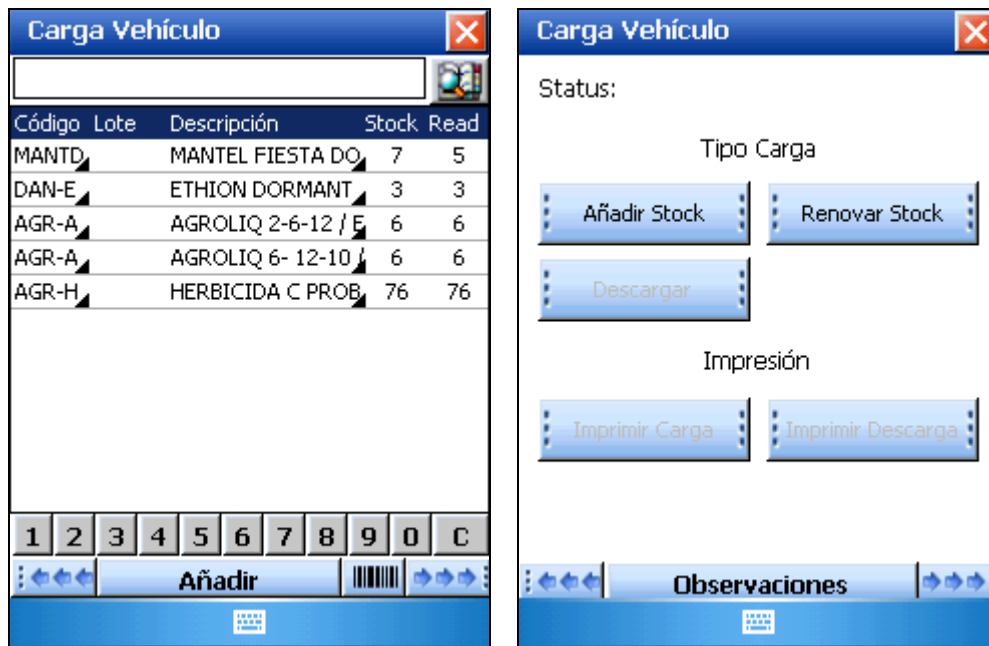 Carga Vehículo
Código Lote Descripción Stock Read
MANTD MANTEL FIESTA DO 7 5
DAN-E ETHION DORMANT 3 3
AGR-A AGROLIQ 2-6-12 / E 6 6
AGR-A AGROLIQ 6- 12-10 / 6 6
AGR-H HERBICIDA C PROB 76 76
1 2 3 4 5 6 7 8 9 0 C
Añadir
Carga Vehículo
Status:
Tipo Carga
Añadir Stock Renovar Stock
Descargar
Impresión
Imprimir Carga Imprimir Descarga
Observaciones